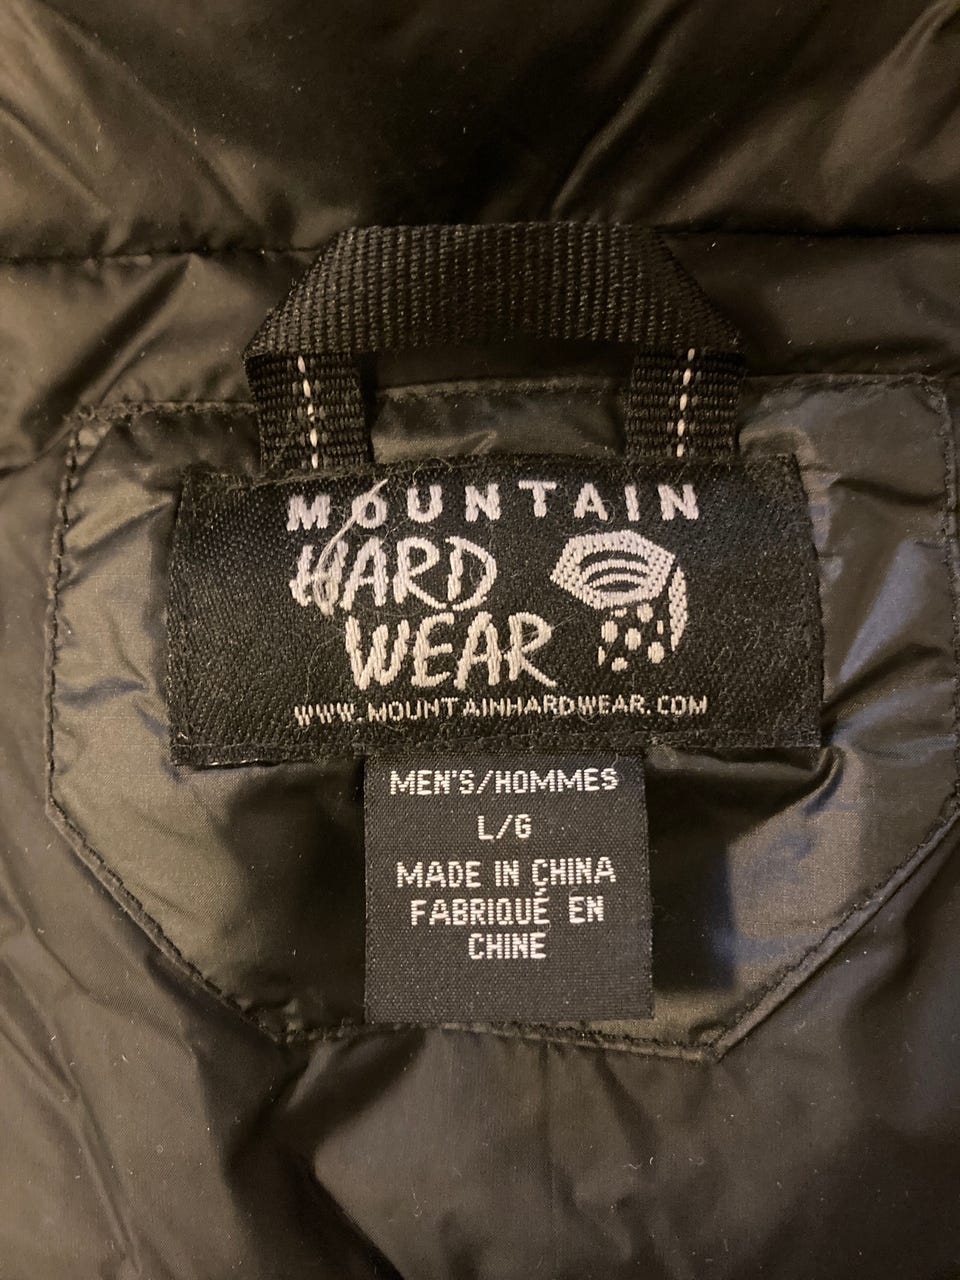 MOUNTAIN
HARD
WEAR
WWW.MOUNTAINHARDWEAR.COM
MEN'S/HOMMES
L/G
MADE IN CHINA
FABRIQUÉ EN
CHINE